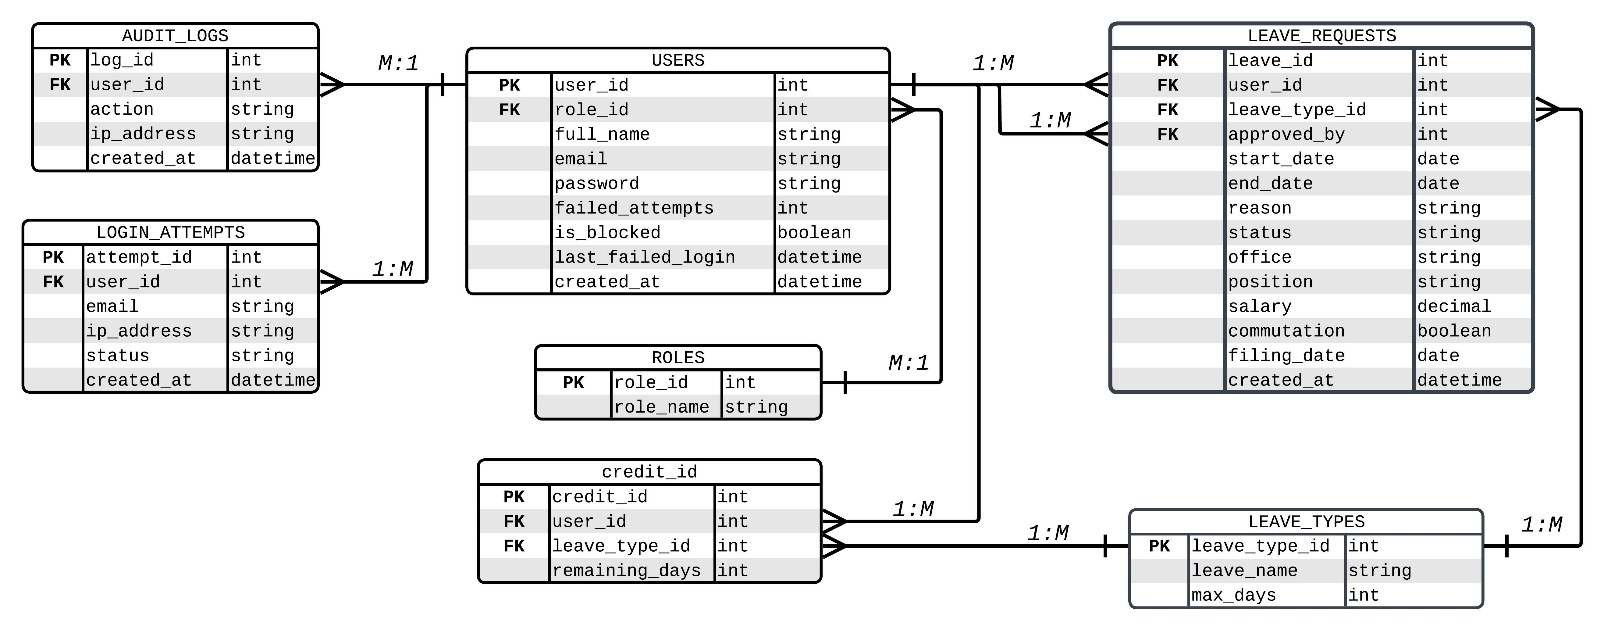 AUDIT_LOGS
PK log_id int
FK user_id int
action string
ip_address string
created_at datetime
M:1
LOGIN_ATTEMPTS
PK attempt_id int
FK user_id int
email string
ip_address string
status string
created_at datetime
1:M
USERS
PK user_id int
FK role_id int
full_name string
email string
password string
failed_attempts int
is_blocked boolean
last_failed_login datetime
created_at datetime
1:M
1:M
ROLES
PK role_id int
role_name string
M:1
credit_id
PK credit_id int
FK user_id int
FK leave_type_id int
remaining_days int
1:M
1:M
LEAVE_REQUESTS
PK leave_id int
FK user_id int
FK leave_type_id int
FK approved_by int
start_date date
end_date date
reason string
status string
office string
position string
salary decimal
commutation boolean
filing_date date
created_at datetime
LEAVE_TYPES
PK leave_type_id int
leave_name string
max_days int
1:M